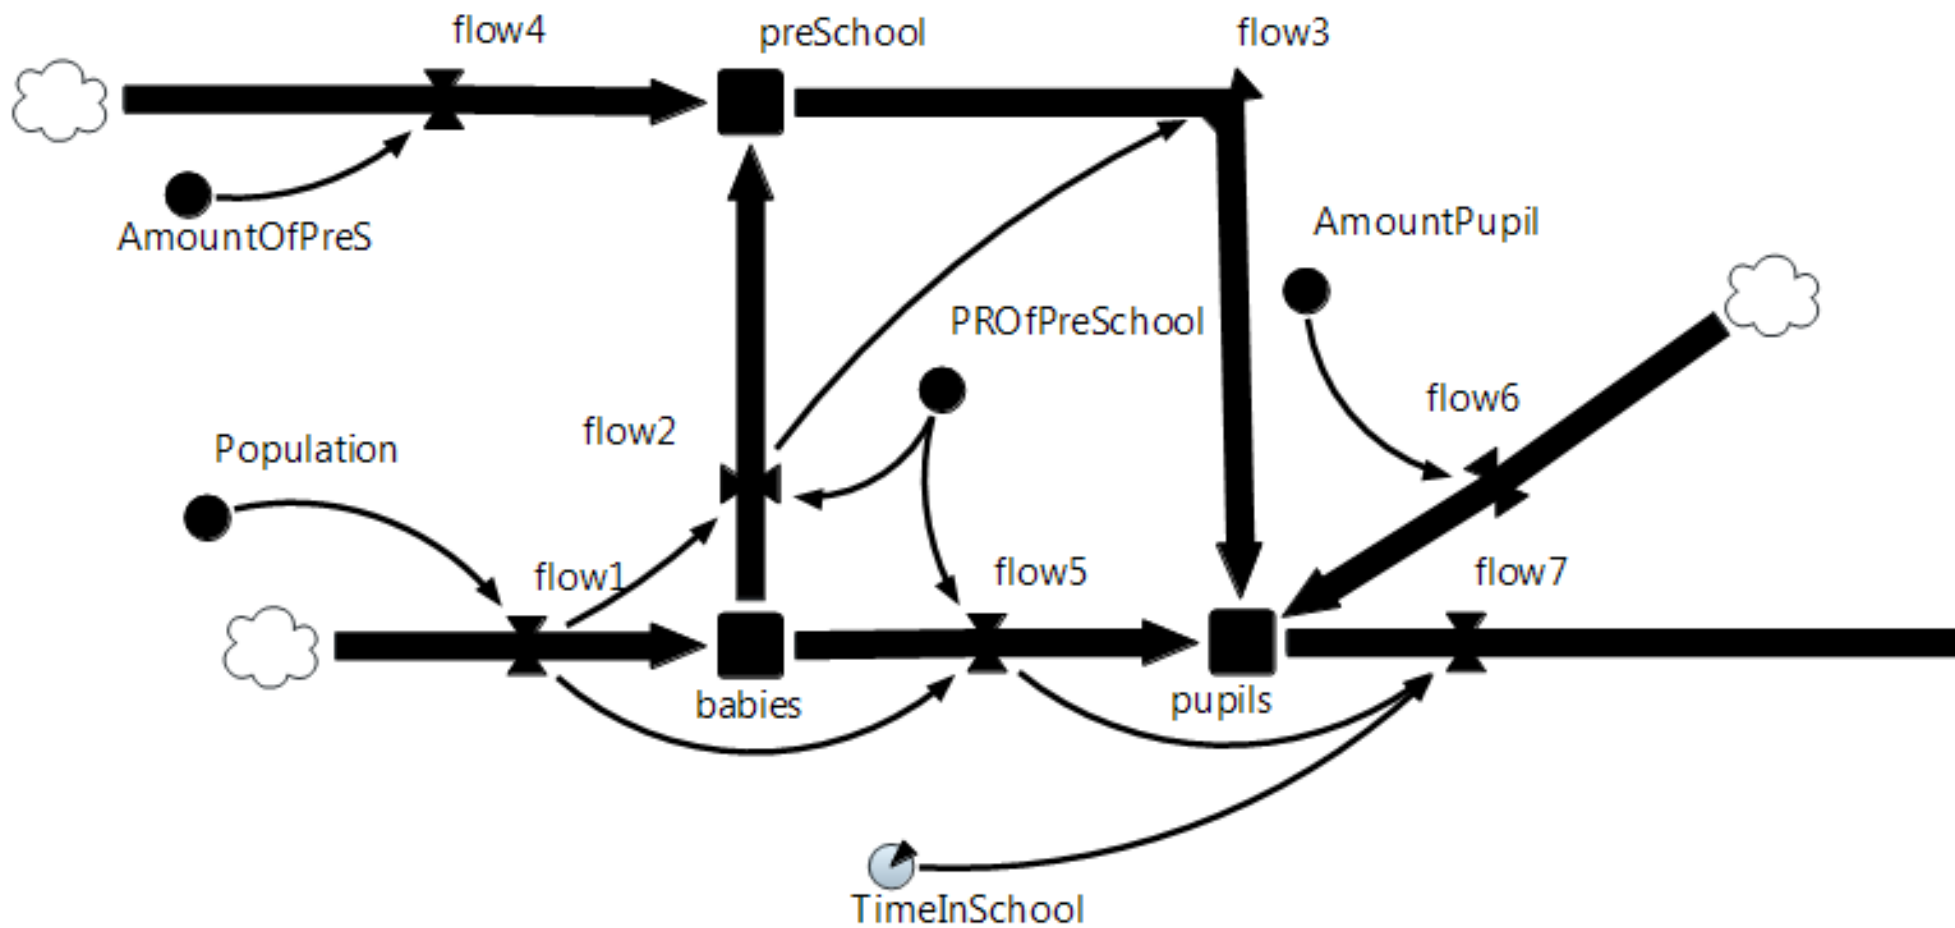 flow4
preSchool
flow3
AmountOfPreS
AmountPupil
PROfPreSchool
flow6
flow2
Population
flow1
flow5
flow7
babies
pupils
TimeInSchool